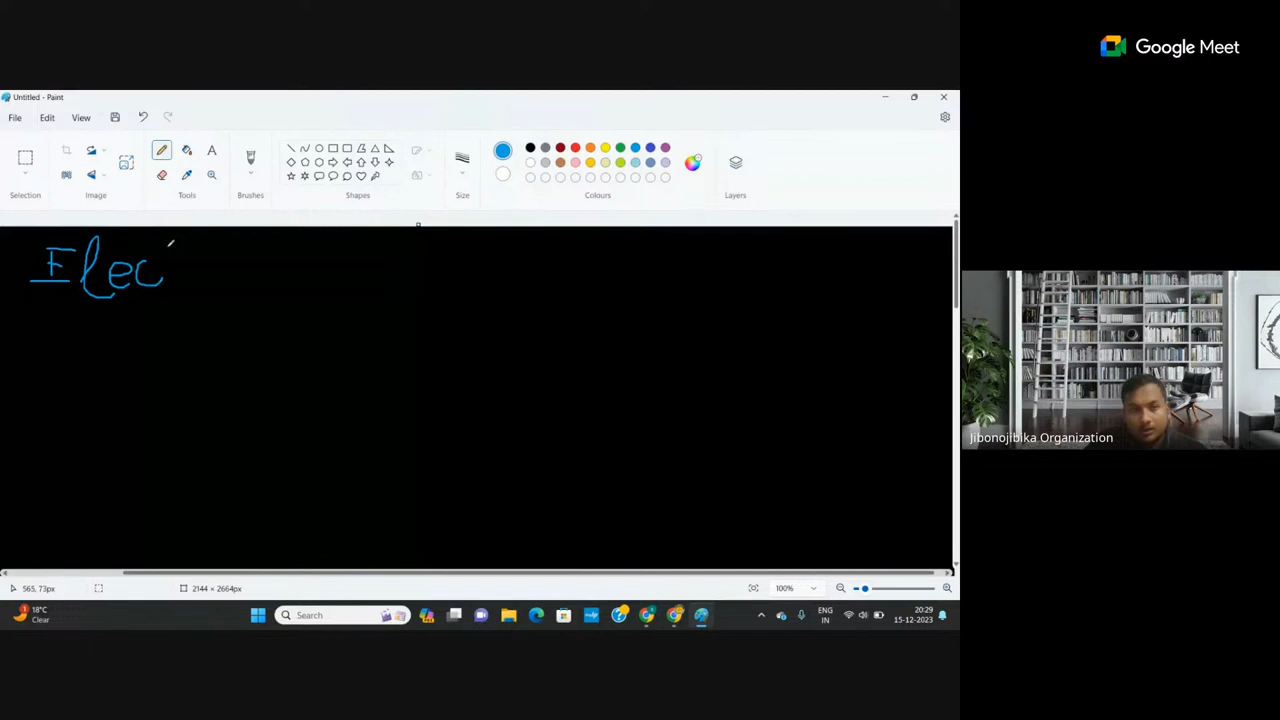 Google Meet
Untitled - Paint
File Edit View
Selection Image Tools Brushes Shapes Size Colours Layers
Elec
Jibonojibika Organization
565, 73px 2144 × 2664px 100%
1 18°C
Clear
Search
ENG
IN
20:29
15-12-2023